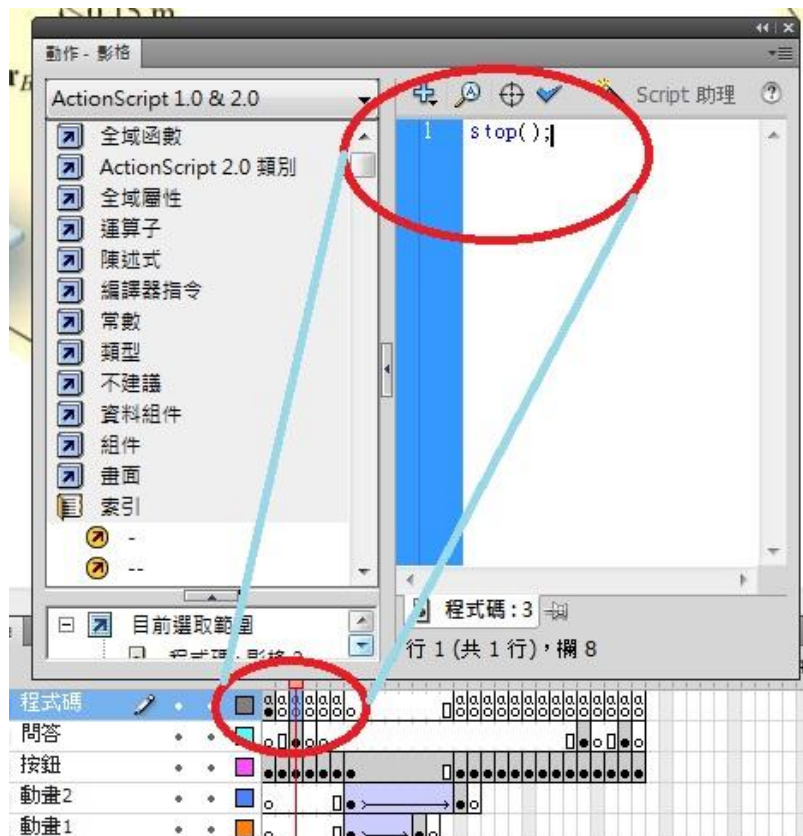 動作 - 影格
ActionScript 1.0 & 2.0
Script 助理
全域函數
ActionScript 2.0 類別
全域屬性
運算子
陳述式
編譯器指令
常數
類型
不建議
資料組件
組件
畫面
索引
-
--
1 stop();
目前選取範圍
程式碼 : 3
行 1 (共 1 行),欄 8
程式碼
問答
按鈕
動畫2
動畫1